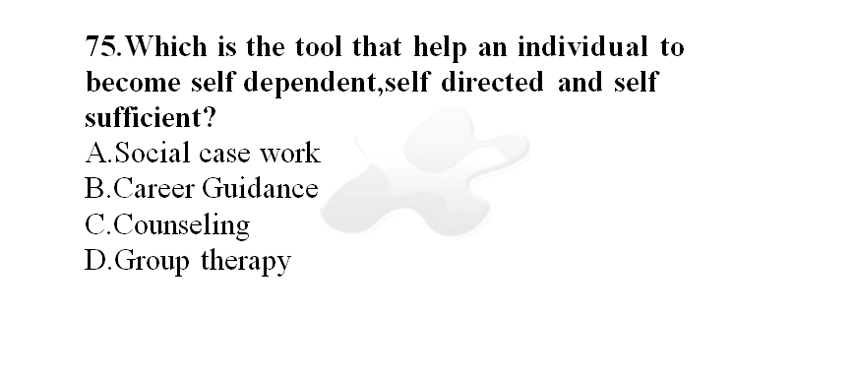 75.Which is the tool that help an individual to
become self dependent,self directed and self
sufficient?
A.Social case work
B.Career Guidance
C.Counseling
D.Group therapy